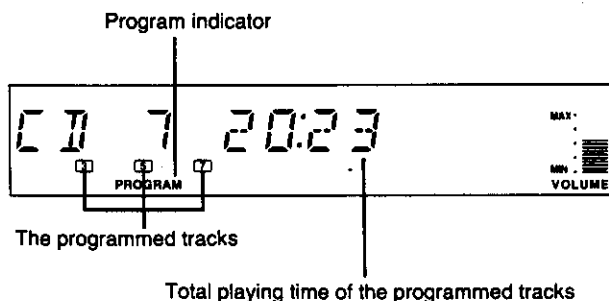 Program indicator
CD 7 20:23
MAX
5 7
MIN
PROGRAM
VOLUME
The programmed tracks
Total playing time of the programmed tracks